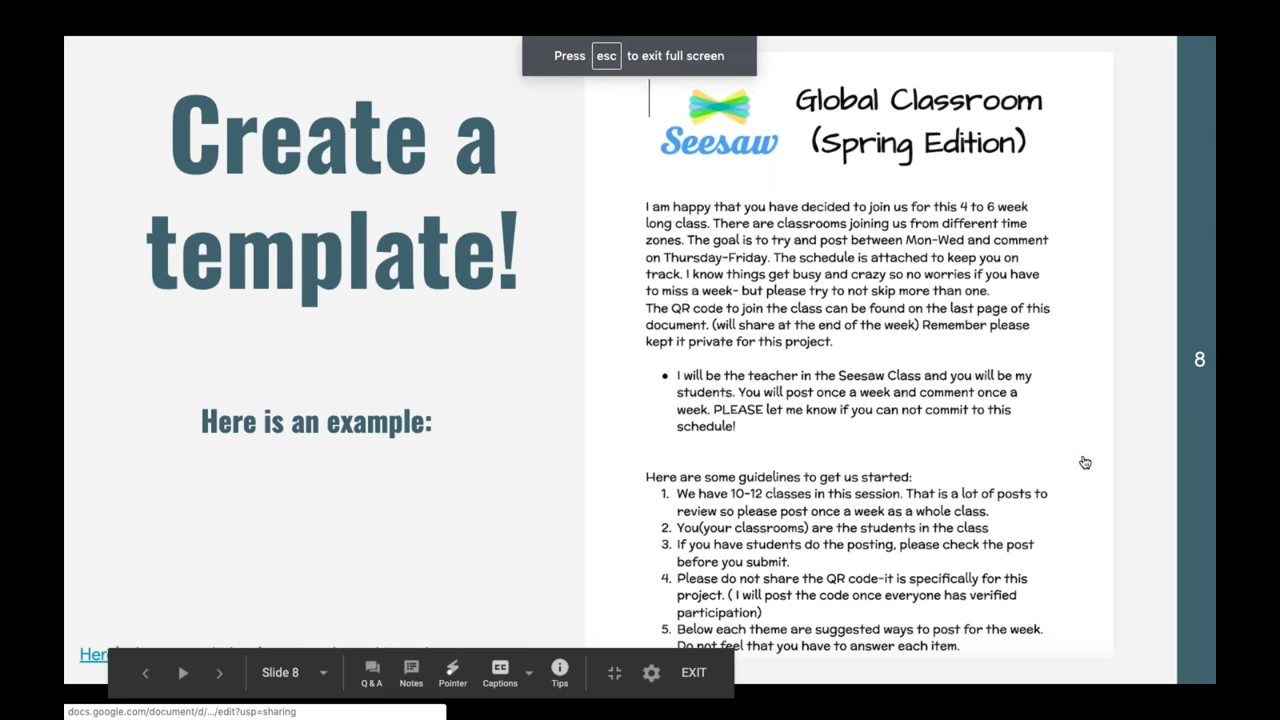 Press esc to exit full screen
Create a
template!
Here is an example:
Seesaw
Global Classroom
(Spring Edition)
I am happy that you have decided to join us for this 4 to 6 week
long class. There are classrooms joining us from different time
zones. The goal is to try and post between Mon-Wed and comment
on Thursday-Friday. The schedule is attached to keep you on
track. I know things get busy and crazy so no worries if you have
to miss a week- but please try to not skip more than one.
The QR code to join the class can be found on the last page of this
document. (will share at the end of the week) Remember please
kept it private for this project.
• I will be the teacher in the Seesaw Class and you will be my
students. You will post once a week and comment once a
week. PLEASE let me know if you can not commit to this
schedule!
Here are some guidelines to get us started:
1. We have 10-12 classes in this session. That is a lot of posts to
review so please post once a week as a whole class.
2. You(your classrooms) are the students in the class
3. If you have students do the posting, please check the post
before you submit.
4. Please do not share the QR code-it is specifically for this
project. ( I will post the code once everyone has verified
participation)
5. Below each theme are suggested ways to post for the week.
Do not feel that you have to answer each item.
8
Slide 8
Q & A
Notes
Pointer
CC
Captions
Tips
EXIT
docs.google.com/document/d/.../edit?usp=sharing